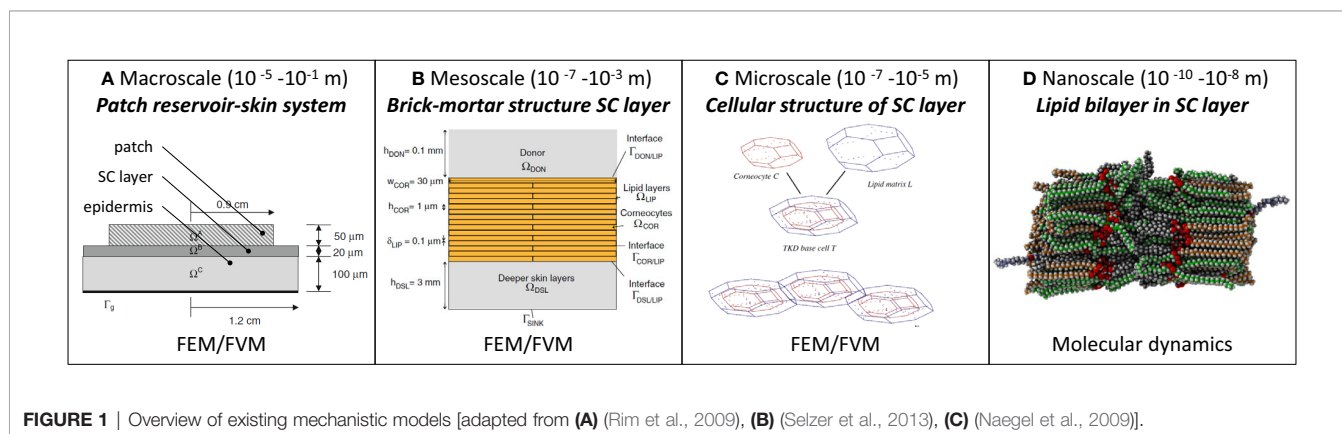 A Macroscale (10 -5 -10-1 m)
Patch reservoir-skin system
patch
SC layer
epidermis
0.9 cm
Ω^A
Ω^B
Ω^C
50 μm
20 μm
100 μm
Γg
1.2 cm
FEM/FVM
B Mesoscale (10 -7 -10-3 m)
Brick-mortar structure SC layer
hDON= 0.1 mm
Donor
ΩDON
Interface
ΓDON/LIP
wCOR= 30 μm
Lipid layers
ΩLIP
hCOR= 1 μm
Corneocytes
ΩCOR
δLIP= 0.1 μm
Interface
ΓCOR/LIP
hDSL= 3 mm
Deeper skin layers
ΩDSL
Interface
ΓDSL/LIP
ΓSINK
FEM/FVM
C Microscale (10 -7 -10-5 m)
Cellular structure of SC layer
Corneocyte C
Lipid matrix L
TKD base cell T
FEM/FVM
D Nanoscale (10 -10 -10-8 m)
Lipid bilayer in SC layer
Molecular dynamics
FIGURE 1 | Overview of existing mechanistic models [adapted from (A) (Rim et al., 2009), (B) (Selzer et al., 2013), (C) (Naegel et al., 2009)].